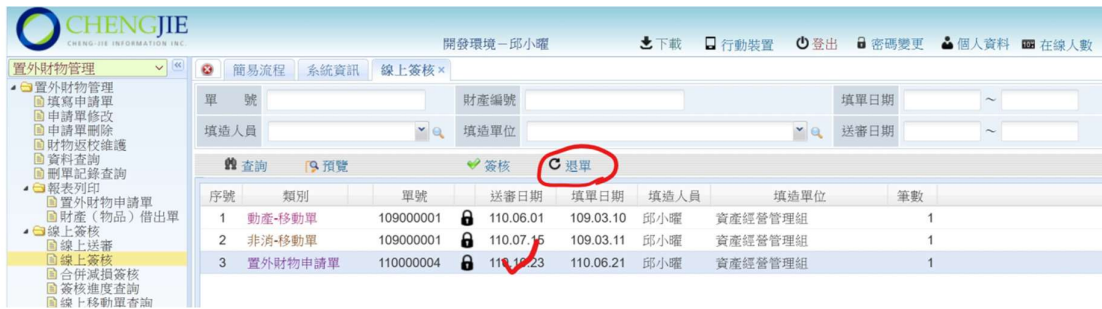 CHENGJIE
CHENG-JIE INFORMATION INC.
開發環境－邱小曜
下載
行動裝置
登出
密碼變更
個人資料
在線人數
置外財物管理
簡易流程
系統資訊
線上簽核
置外財物管理
填寫申請單
申請單修改
申請單刪除
財物返校維護
資料查詢
刪單記錄查詢
報表列印
置外財物申請單
財產（物品）借出單
線上簽核
線上送審
線上簽核
合併減損簽核
簽核進度查詢
線上移動單查詢
單 號
財產編號
填單日期 ～
填造人員
填造單位
送審日期 ～
查詢
預覽
簽核
退單
序號 類別 單號 送審日期 填單日期 填造人員 填造單位 筆數
1 動產-移動單 109000001 110.06.01 109.03.10 邱小曜 資產經營管理組 1
2 非消-移動單 109000001 110.07.15 109.03.11 邱小曜 資產經營管理組 1
3 置外財物申請單 110000004 110.06.21 邱小曜 資產經營管理組 1